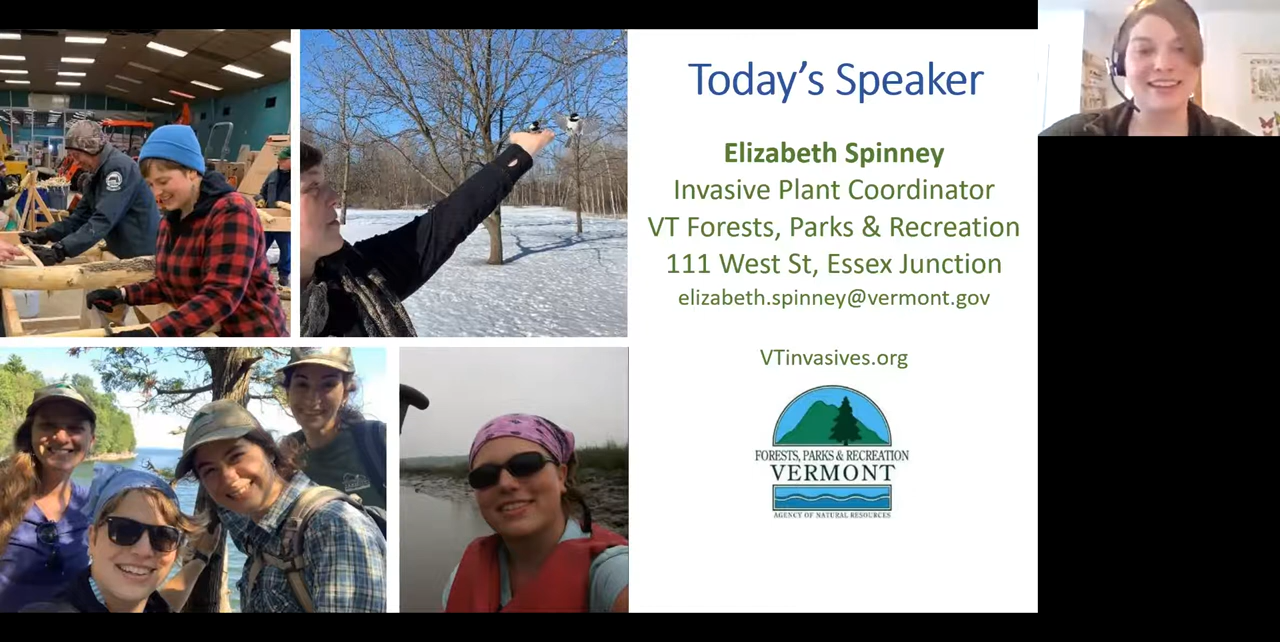 Today's Speaker
Elizabeth Spinney
Invasive Plant Coordinator
VT Forests, Parks & Recreation
111 West St, Essex Junction
elizabeth.spinney@vermont.gov
VTinvasives.org
FORESTS, PARKS & RECREATION
VERMONT
AGENCY OF NATURAL RESOURCES